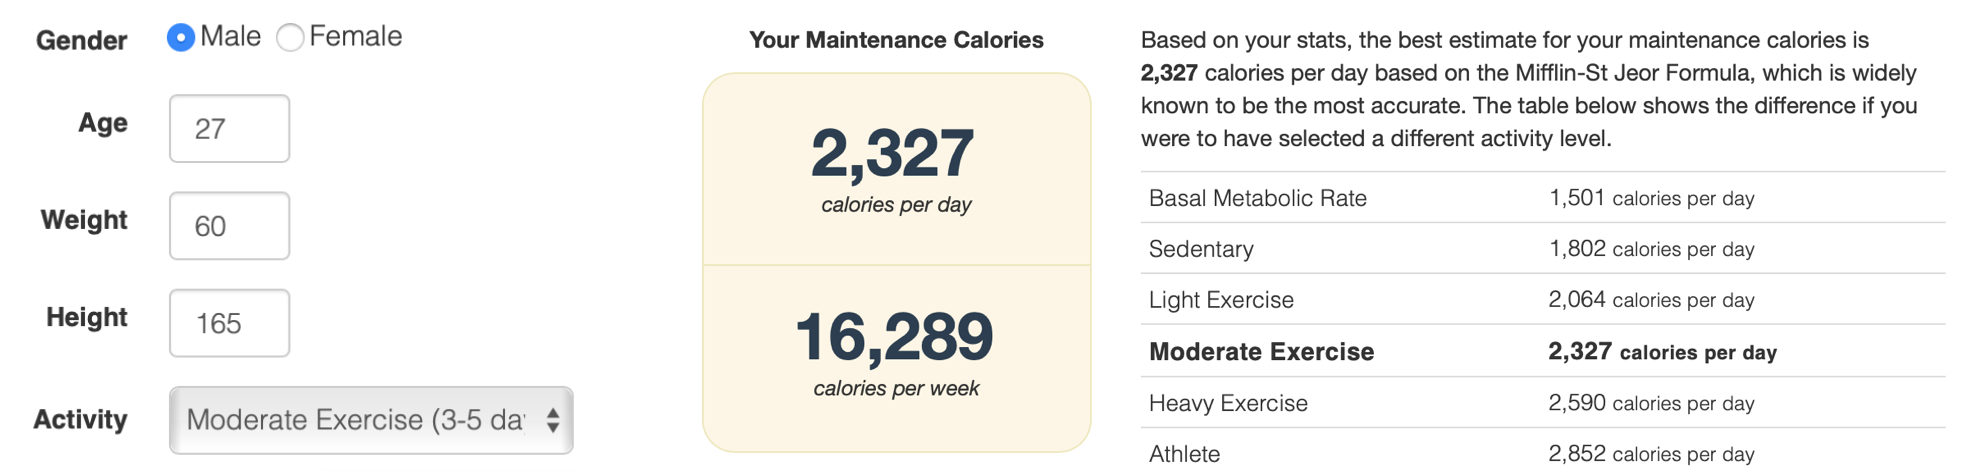 Gender Male Female
Age 27
Weight 60
Height 165
Activity Moderate Exercise (3-5 da
Your Maintenance Calories
2,327
calories per day
16,289
calories per week
Based on your stats, the best estimate for your maintenance calories is
2,327 calories per day based on the Mifflin-St Jeor Formula, which is widely
known to be the most accurate. The table below shows the difference if you
were to have selected a different activity level.
Basal Metabolic Rate 1,501 calories per day
Sedentary 1,802 calories per day
Light Exercise 2,064 calories per day
Moderate Exercise 2,327 calories per day
Heavy Exercise 2,590 calories per day
Athlete 2,852 calories per day